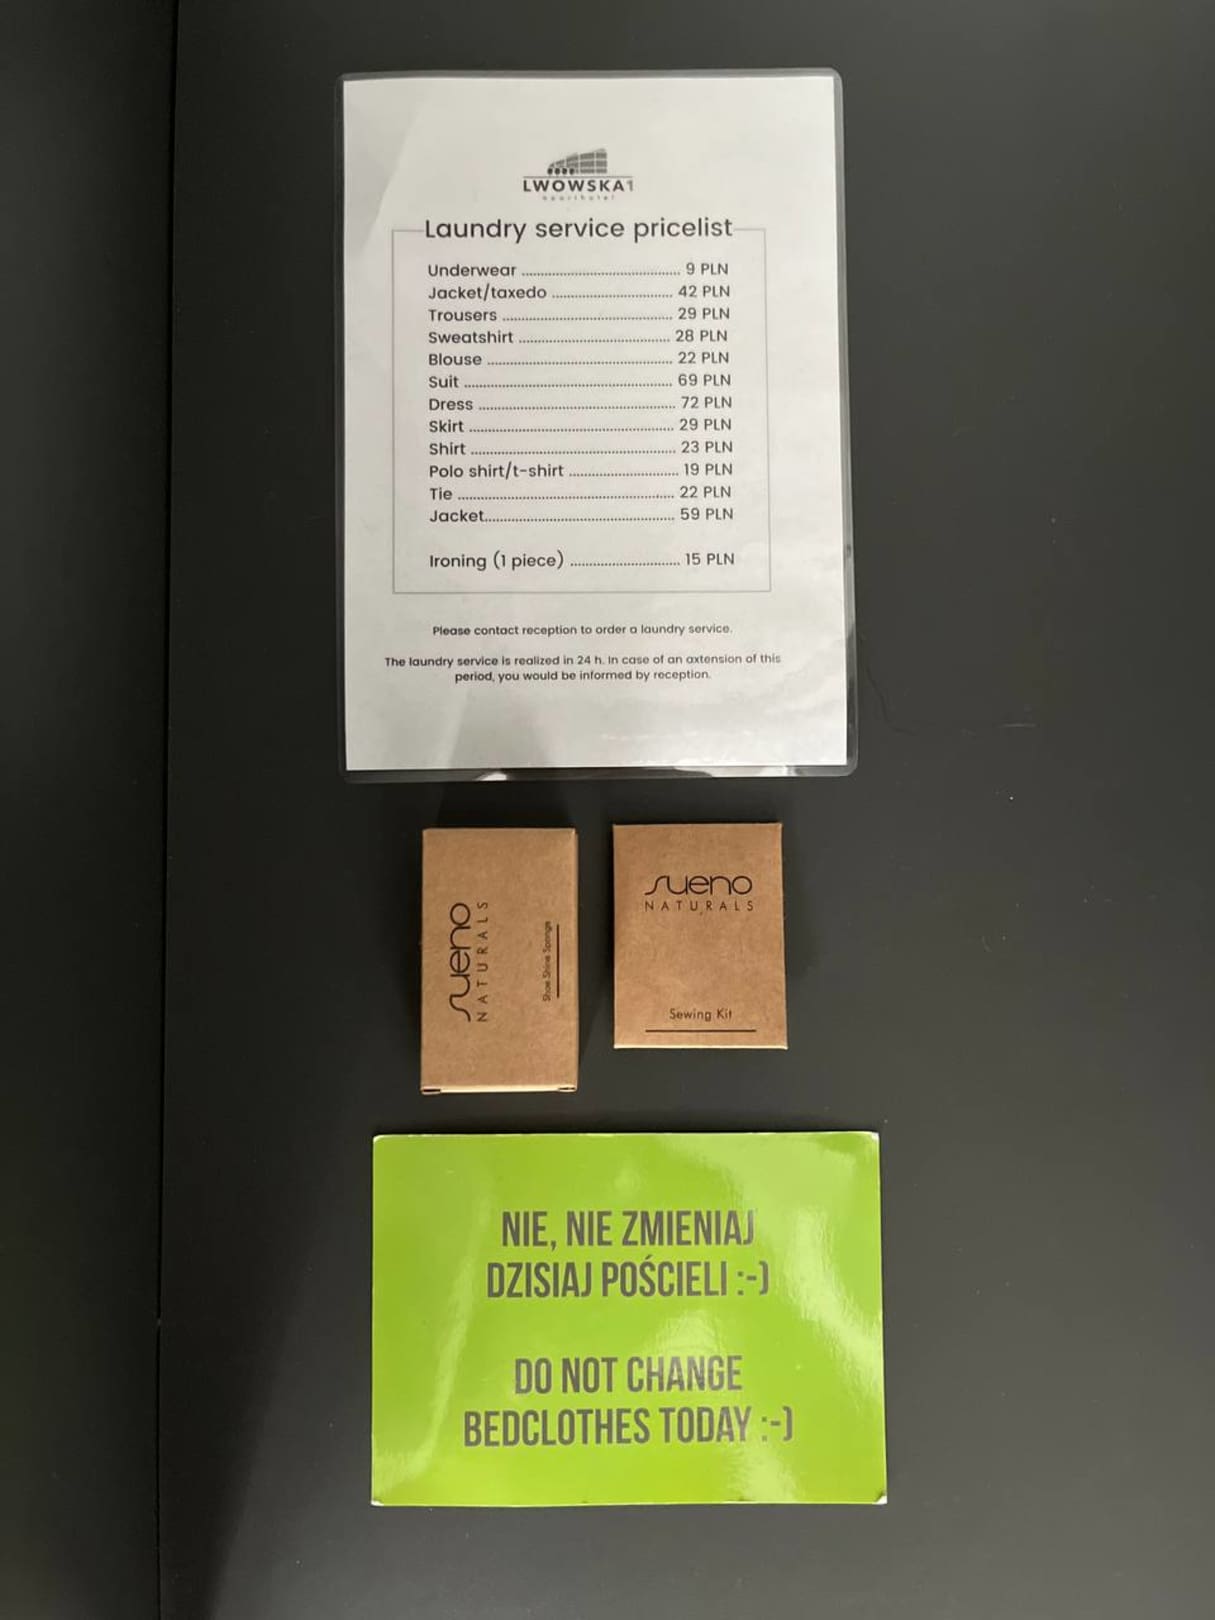 LWOWSKA1
aparthotel
Laundry service pricelist
Underwear ........................................ 9 PLN
Jacket/taxedo .............................. 42 PLN
Trousers ........................................... 29 PLN
Sweatshirt ...................................... 28 PLN
Blouse ............................................... 22 PLN
Suit ..................................................... 69 PLN
Dress .................................................. 72 PLN
Skirt .................................................... 29 PLN
Shirt .................................................... 23 PLN
Polo shirt/t-shirt ............................ 19 PLN
Tie ....................................................... 22 PLN
Jacket................................................ 59 PLN
Ironing (1 piece) ............................ 15 PLN
Please contact reception to order a laundry service.
The laundry service is realized in 24 h. In case of an axtension of this
period, you would be informed by reception.
sueno
NATURALS
Shoe Shine Sponge
sueno
NATURALS
Sewing Kit
NIE, NIE ZMIENIAJ
DZISIAJ POŚCIELI :-)
DO NOT CHANGE
BEDCLOTHES TODAY :-)